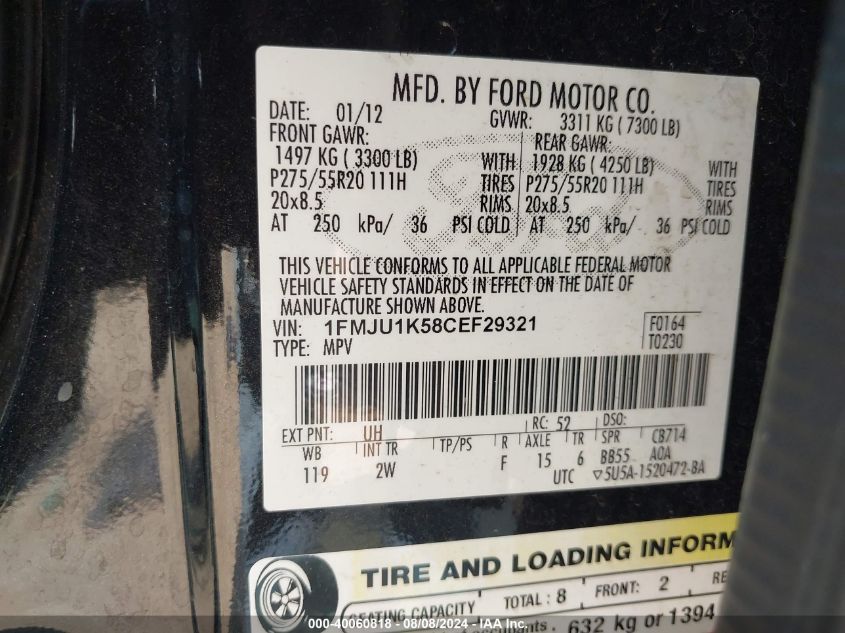 MFD. BY FORD MOTOR CO.
DATE: 01/12 GVWR: 3311 KG ( 7300 LB)
FRONT GAWR: REAR GAWR:
1497 KG ( 3300 LB) WITH 1928 KG ( 4250 LB) WITH
P275/55R20 111H TIRES P275/55R20 111H TIRES
20x8.5 RIMS 20x8.5 RIMS
AT 250 kPa/ 36 PSI COLD AT 250 kPa/ 36 PSI COLD
THIS VEHICLE CONFORMS TO ALL APPLICABLE FEDERAL MOTOR
VEHICLE SAFETY STANDARDS IN EFFECT ON THE DATE OF
MANUFACTURE SHOWN ABOVE.
VIN: 1FMJU1K58CEF29321 F0164
TYPE: MPV T0230
EXT PNT: UH RC: 52 DSO:
WB INT TR TP/PS R AXLE TR SPR CB714
119 2W F 15 6 BB55 AOA
UTC ▽5U5A-1520472-BA
TIRE AND LOADING INFORM
SEATING CAPACITY TOTAL: 8 FRONT: 2 RE
632 kg or 1394
000-40060818 - 08/08/2024 - IAA Inc.